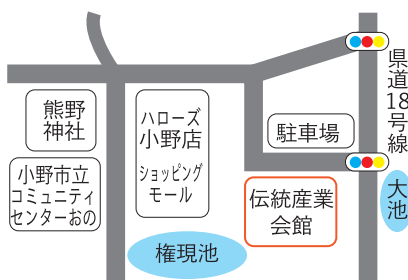 熊野
神社
小野市立
コミュニティ
センターおの
ハローズ
小野店
ショッピング
モール
権現池
駐車場
伝統産業
会館
県道18号線
大池